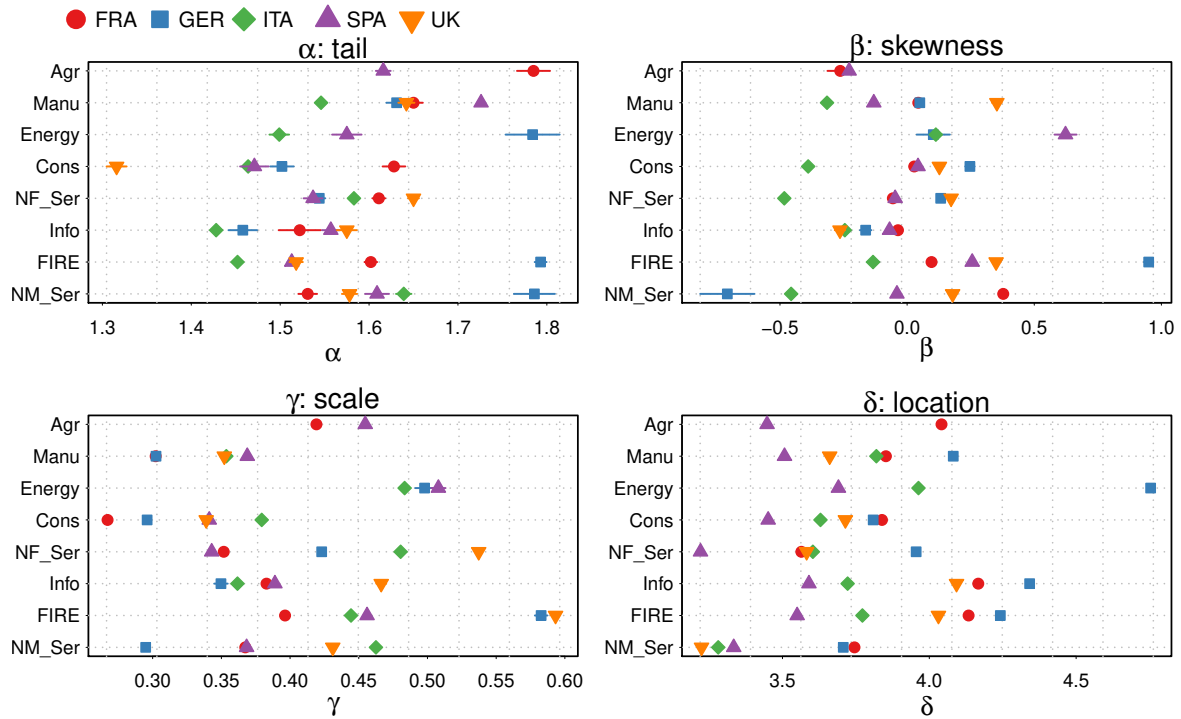 FRA GER ITA SPA UK
α: tail
Agr
Manu
Energy
Cons
NF_Ser
Info
FIRE
NM_Ser
1.3 1.4 1.5 1.6 1.7 1.8
α
β: skewness
Agr
Manu
Energy
Cons
NF_Ser
Info
FIRE
NM_Ser
−0.5 0.0 0.5 1.0
β
γ: scale
Agr
Manu
Energy
Cons
NF_Ser
Info
FIRE
NM_Ser
0.30 0.35 0.40 0.45 0.50 0.55 0.60
γ
δ: location
Agr
Manu
Energy
Cons
NF_Ser
Info
FIRE
NM_Ser
3.5 4.0 4.5
δ